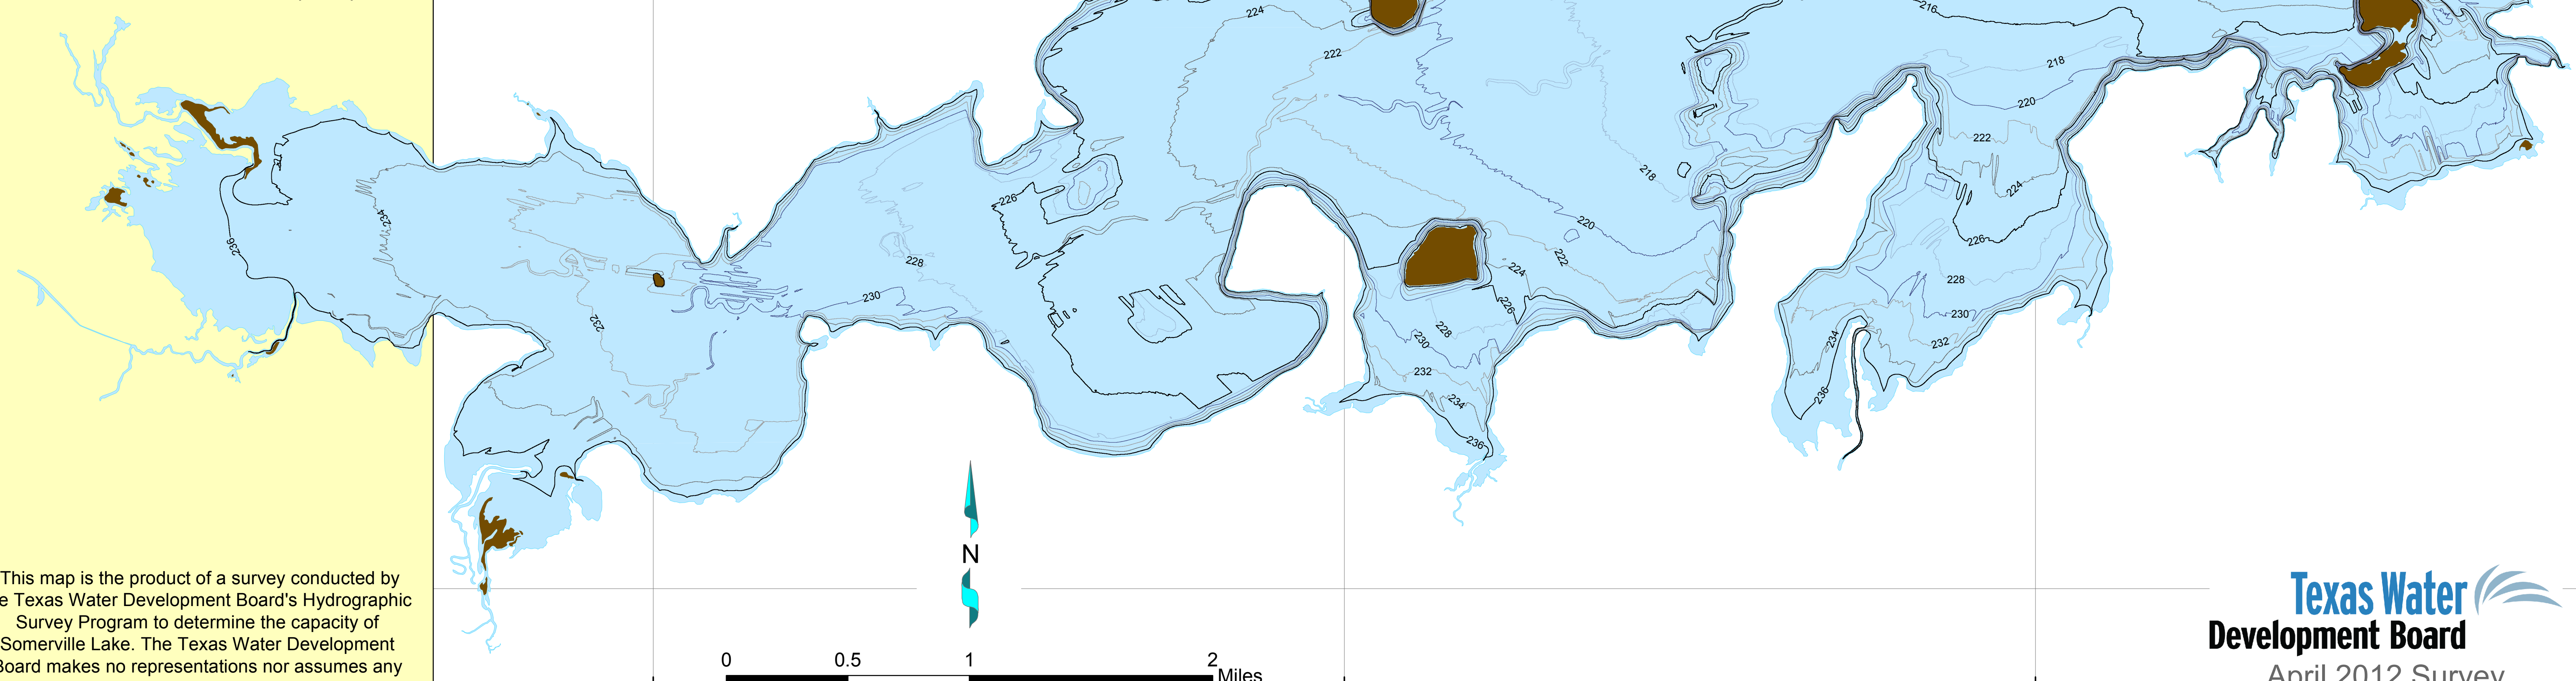 216
224
222
218
220
222
218
224
234
226
220
236
226
222
228
224
228
230
226
230
232
228
230
234
232
232
236
234
236
N
This map is the product of a survey conducted by
e Texas Water Development Board's Hydrographic
Survey Program to determine the capacity of
Somerville Lake. The Texas Water Development
Board makes no representations nor assumes any
0 0.5 1 2
Miles
Texas Water
Development Board
April 2012 Survey